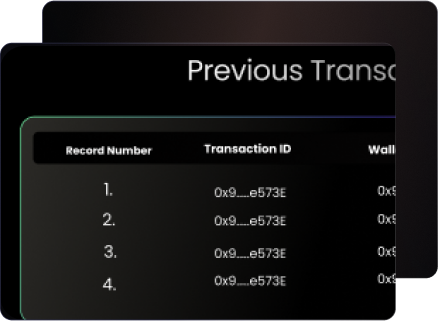 Previous Transc
Record Number Transaction ID Wall
1. 0x9.....e573E 0x9
2. 0x9.....e573E 0x9
3. 0x9.....e573E 0x9
4. 0x9.....e573E 0x9